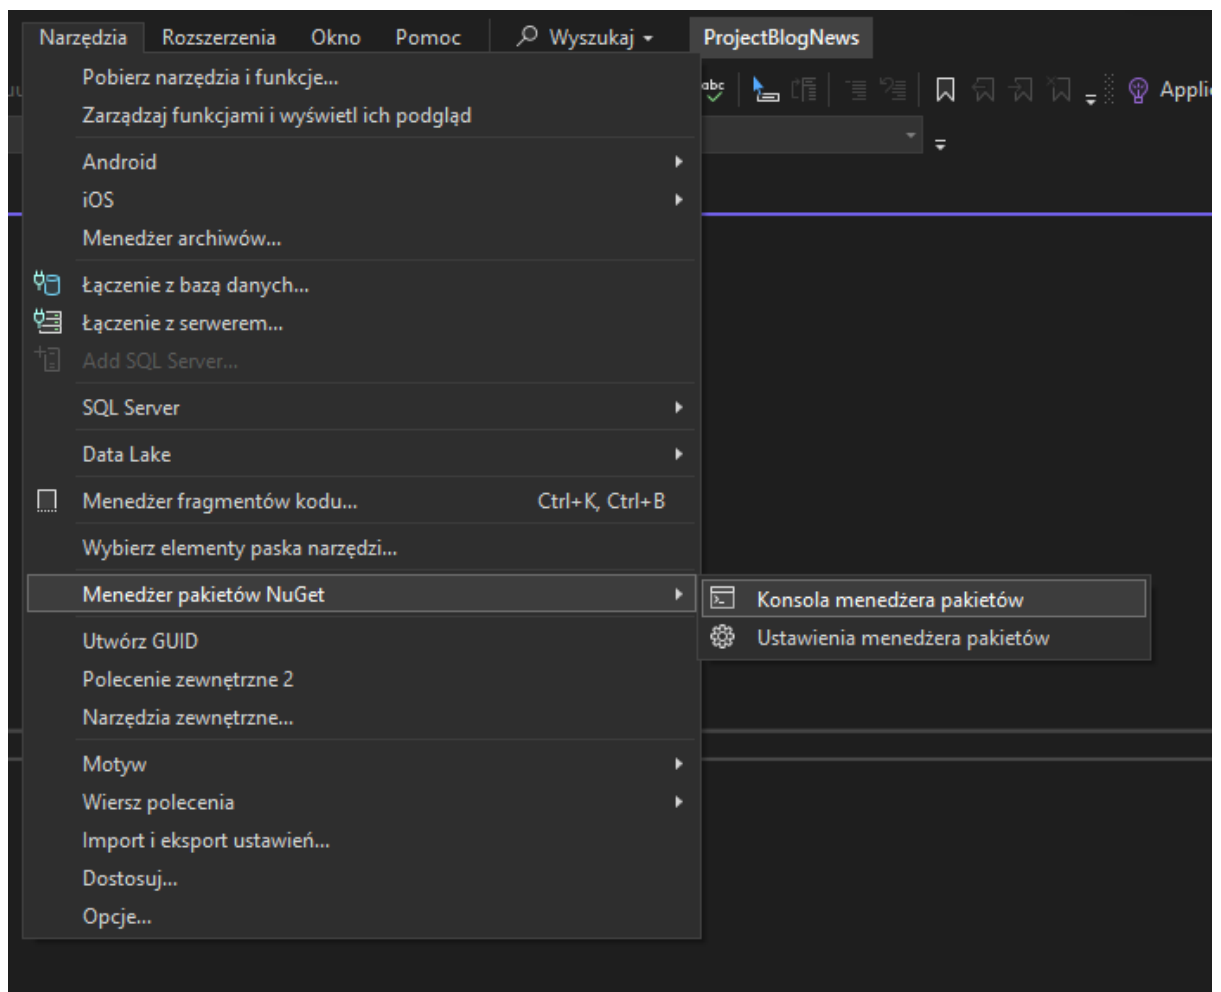 Narzędzia Rozszerzenia Okno Pomoc Wyszukaj ProjectBlogNews
Pobierz narzędzia i funkcje...
abc
Zarządzaj funkcjami i wyświetl ich podgląd
Android
iOS
Menedżer archiwów...
Łączenie z bazą danych...
Łączenie z serwerem...
Add SQL Server...
SQL Server
Data Lake
Menedżer fragmentów kodu... Ctrl+K, Ctrl+B
Wybierz elementy paska narzędzi...
Menedżer pakietów NuGet
Konsola menedżera pakietów
Ustawienia menedżera pakietów
Utwórz GUID
Polecenie zewnętrzne 2
Narzędzia zewnętrzne...
Motyw
Wiersz polecenia
Import i eksport ustawień...
Dostosuj...
Opcje...